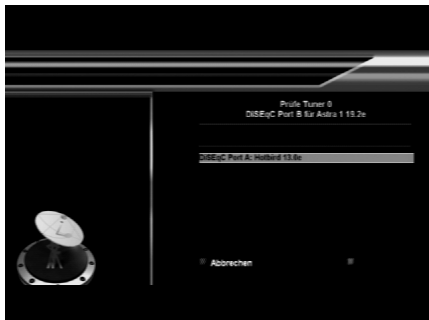 Prüfe Tuner 0
DiSEqC Port B für Astra 1 19.2e
DiSEqC Port A: Hotbird 13.0e
Abbrechen